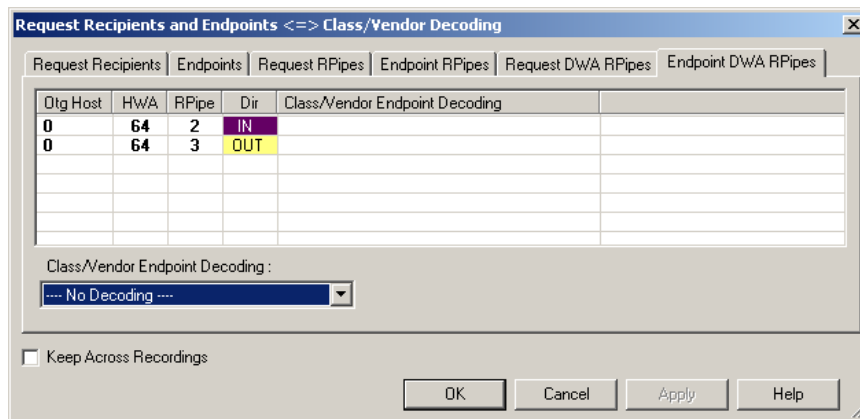 Request Recipients and Endpoints <=> Class/Vendor Decoding
Request Recipients Endpoints Request RPipes Endpoint RPipes Request DWA RPipes Endpoint DWA RPipes
Otg Host HWA RPipe Dir Class/Vendor Endpoint Decoding
0 64 2 IN
0 64 3 OUT
Class/Vendor Endpoint Decoding :
---- No Decoding ----
Keep Across Recordings
OK Cancel Apply Help